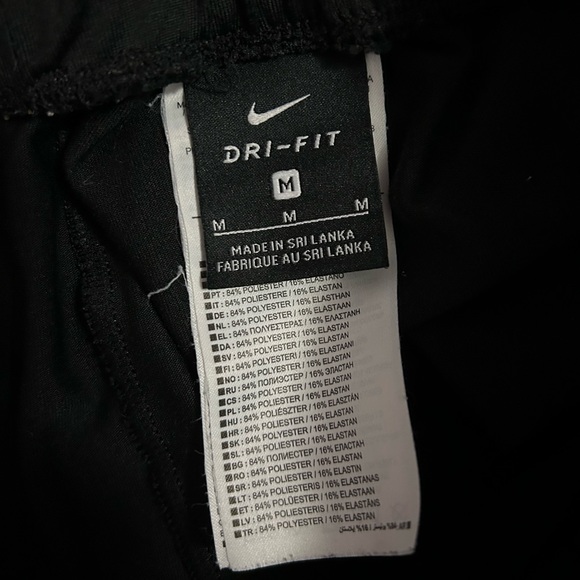 DRI-FIT
M
M M M
MADE IN SRI LANKA
FABRIQUE AU SRI LANKA
PT: 84% POLIÉSTER / 16% ELASTANO
IT: 84% POLIESTERE / 16% ELASTAN
DE: 84% POLYESTER / 16% ELASTHAN
NL: 84% POLYESTER / 16% ELASTAAN
EL: 84% ΠΟΛΥΕΣΤΕΡΑΣ / 16% ΕΛΑΣΤΑΝΗ
DA: 84% POLYESTER / 16% ELASTAN
SV: 84% POLYESTER / 16% ELASTAN
FI: 84% POLYESTERI / 16% ELASTAN
NO: 84% POLYESTER / 16% ELASTAN
RU: 84% ПОЛИЭСТЕР / 16% ЭЛАСТАН
CS: 84% POLYESTER / 16% ELASTAN
PL: 84% POLIESTER / 16% ELASTAN
HU: 84% POLIÉSZTER / 16% ELASZTÁN
HR: 84% POLIESTER / 16% ELASTAN
SK: 84% POLYESTER / 16% ELASTAN
SL: 84% POLIESTER / 16% ELASTAN
BG: 84% ПОЛИЕСТЕР / 16% ЕЛАСТАН
RO: 84% POLIESTER / 16% ELASTAN
SR: 84% POLIESTER / 16% ELASTIN
LT: 84% POLIESTERIS / 16% ELASTANAS
ET: 84% POLÜESTER / 16% ELASTAAN
LV: 84% POLIESTERIS / 16% ELASTANS
TR: 84% POLYESTER / 16% ELASTAN